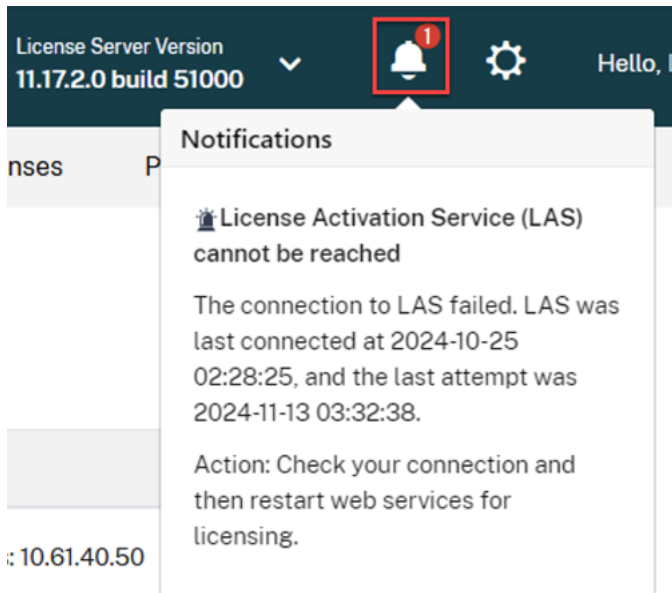 License Server Version
11.17.2.0 build 51000
1
Hello,
Notifications
nses
P
License Activation Service (LAS)
cannot be reached
The connection to LAS failed. LAS was
last connected at 2024-10-25
02:28:25, and the last attempt was
2024-11-13 03:32:38.
Action: Check your connection and
then restart web services for
licensing.
: 10.61.40.50